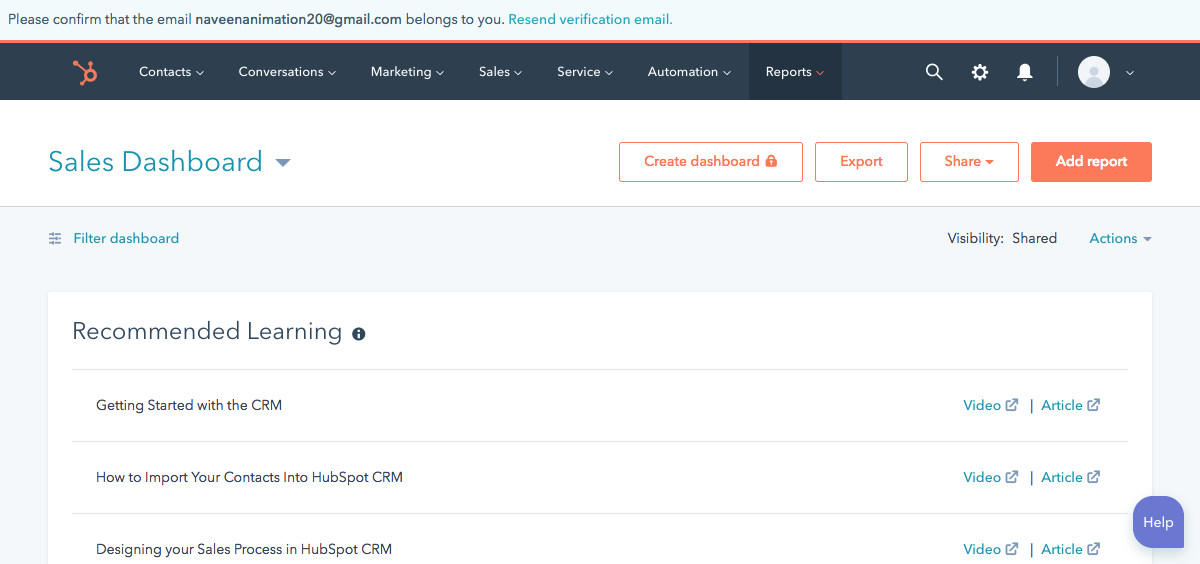 Please confirm that the email naveenanimation20@gmail.com belongs to you. Resend verification email.
Contacts Conversations Marketing Sales Service Automation Reports
Sales Dashboard Create dashboard Export Share Add report
Filter dashboard Visibility: Shared Actions
Recommended Learning
Getting Started with the CRM Video | Article
How to Import Your Contacts Into HubSpot CRM Video | Article
Help
Designing your Sales Process in HubSpot CRM Video | Article